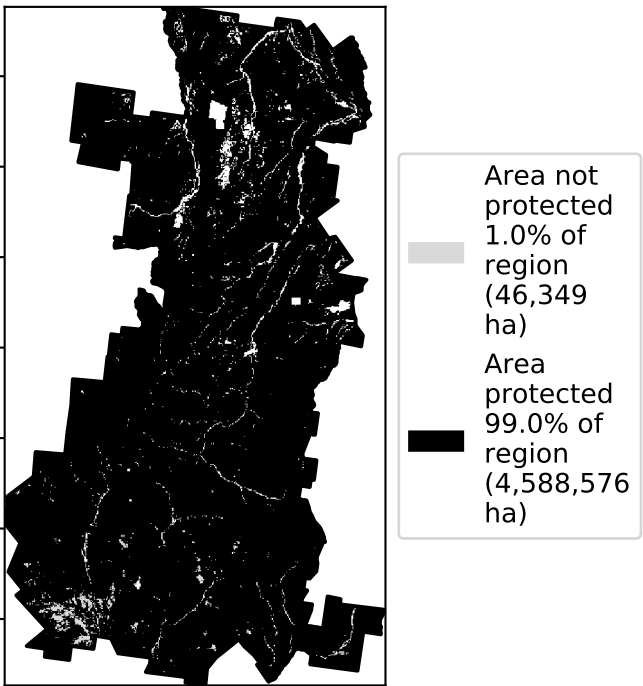 Area not
protected
1.0% of
region
(46,349
ha)
Area
protected
99.0% of
region
(4,588,576
ha)